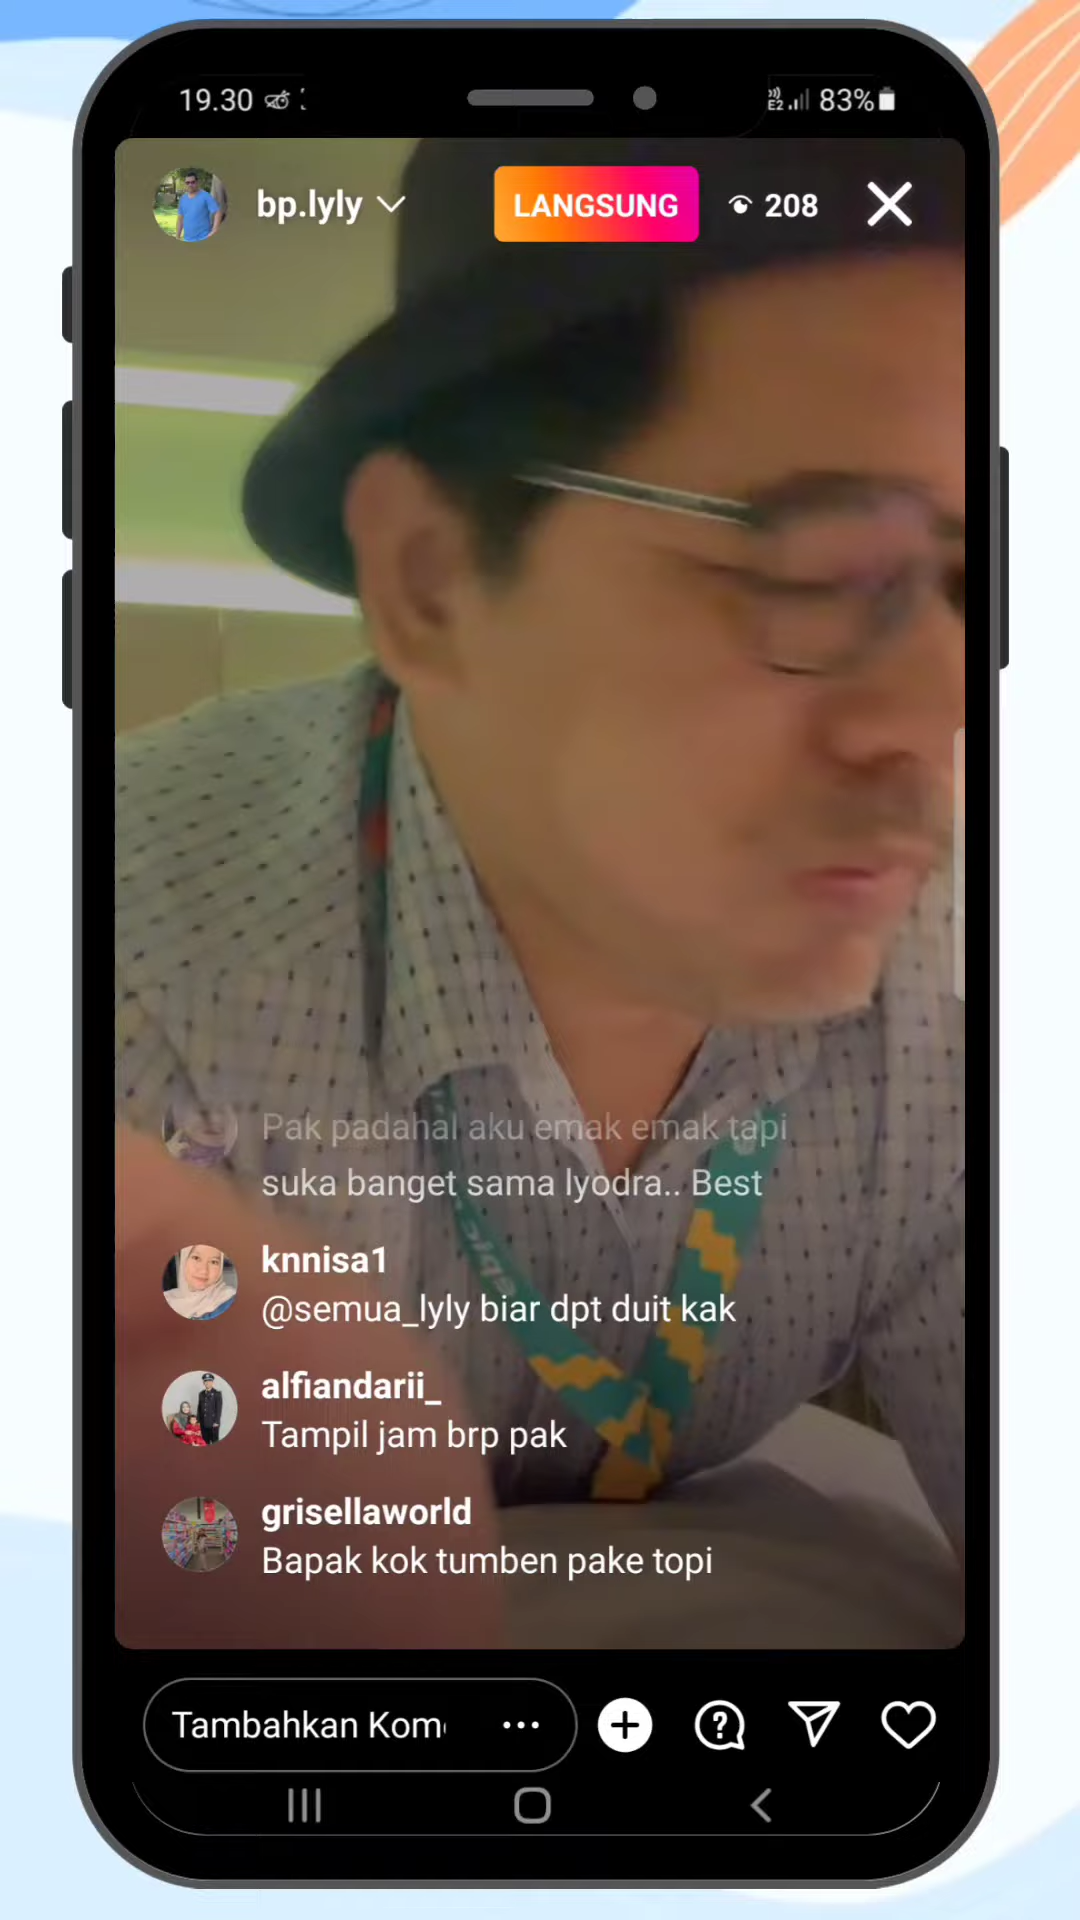 19.30
83%
bp.lyly
LANGSUNG
208
Pak padahal aku emak emak tapi
suka banget sama lyodra.. Best
knnisa1
@semua_lyly biar dpt duit kak
alfiandarii_
Tampil jam brp pak
grisellaworld
Bapak kok tumben pake topi
Tambahkan Kom